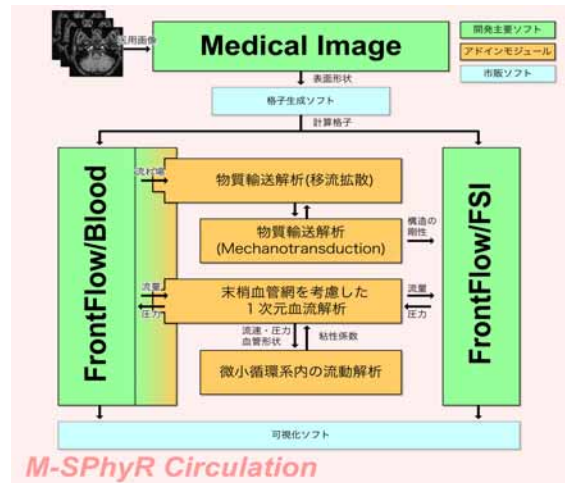 開発主要ソフト
アドインモジュール
市販ソフト
医用画像
Medical Image
表面形状
格子生成ソフト
計算格子
FrontFlow/Blood
流れ場
物質輸送解析(移流拡散)
物質輸送解析
(Mechanotransduction)
構造の
剛性
FrontFlow/FSI
流量
圧力
末梢血管網を考慮した
1次元血流解析
流量
圧力
流速・圧力
血管形状
粘性係数
微小循環系内の流動解析
可視化ソフト
M-SPhyR Circulation